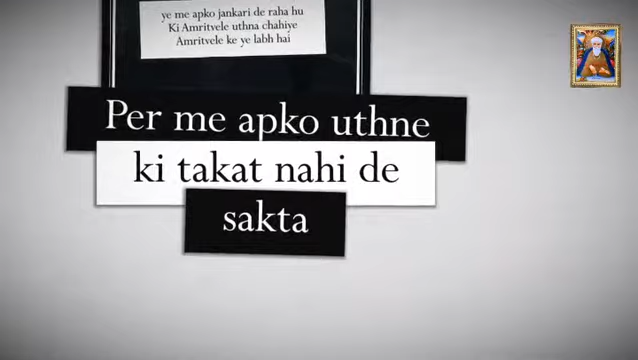 ye me apko jankari de raha hu
Ki Amritvele uthna chahiye
Amritvele ke ye labh hai
Per me apko uthne
ki takat nahi de
sakta